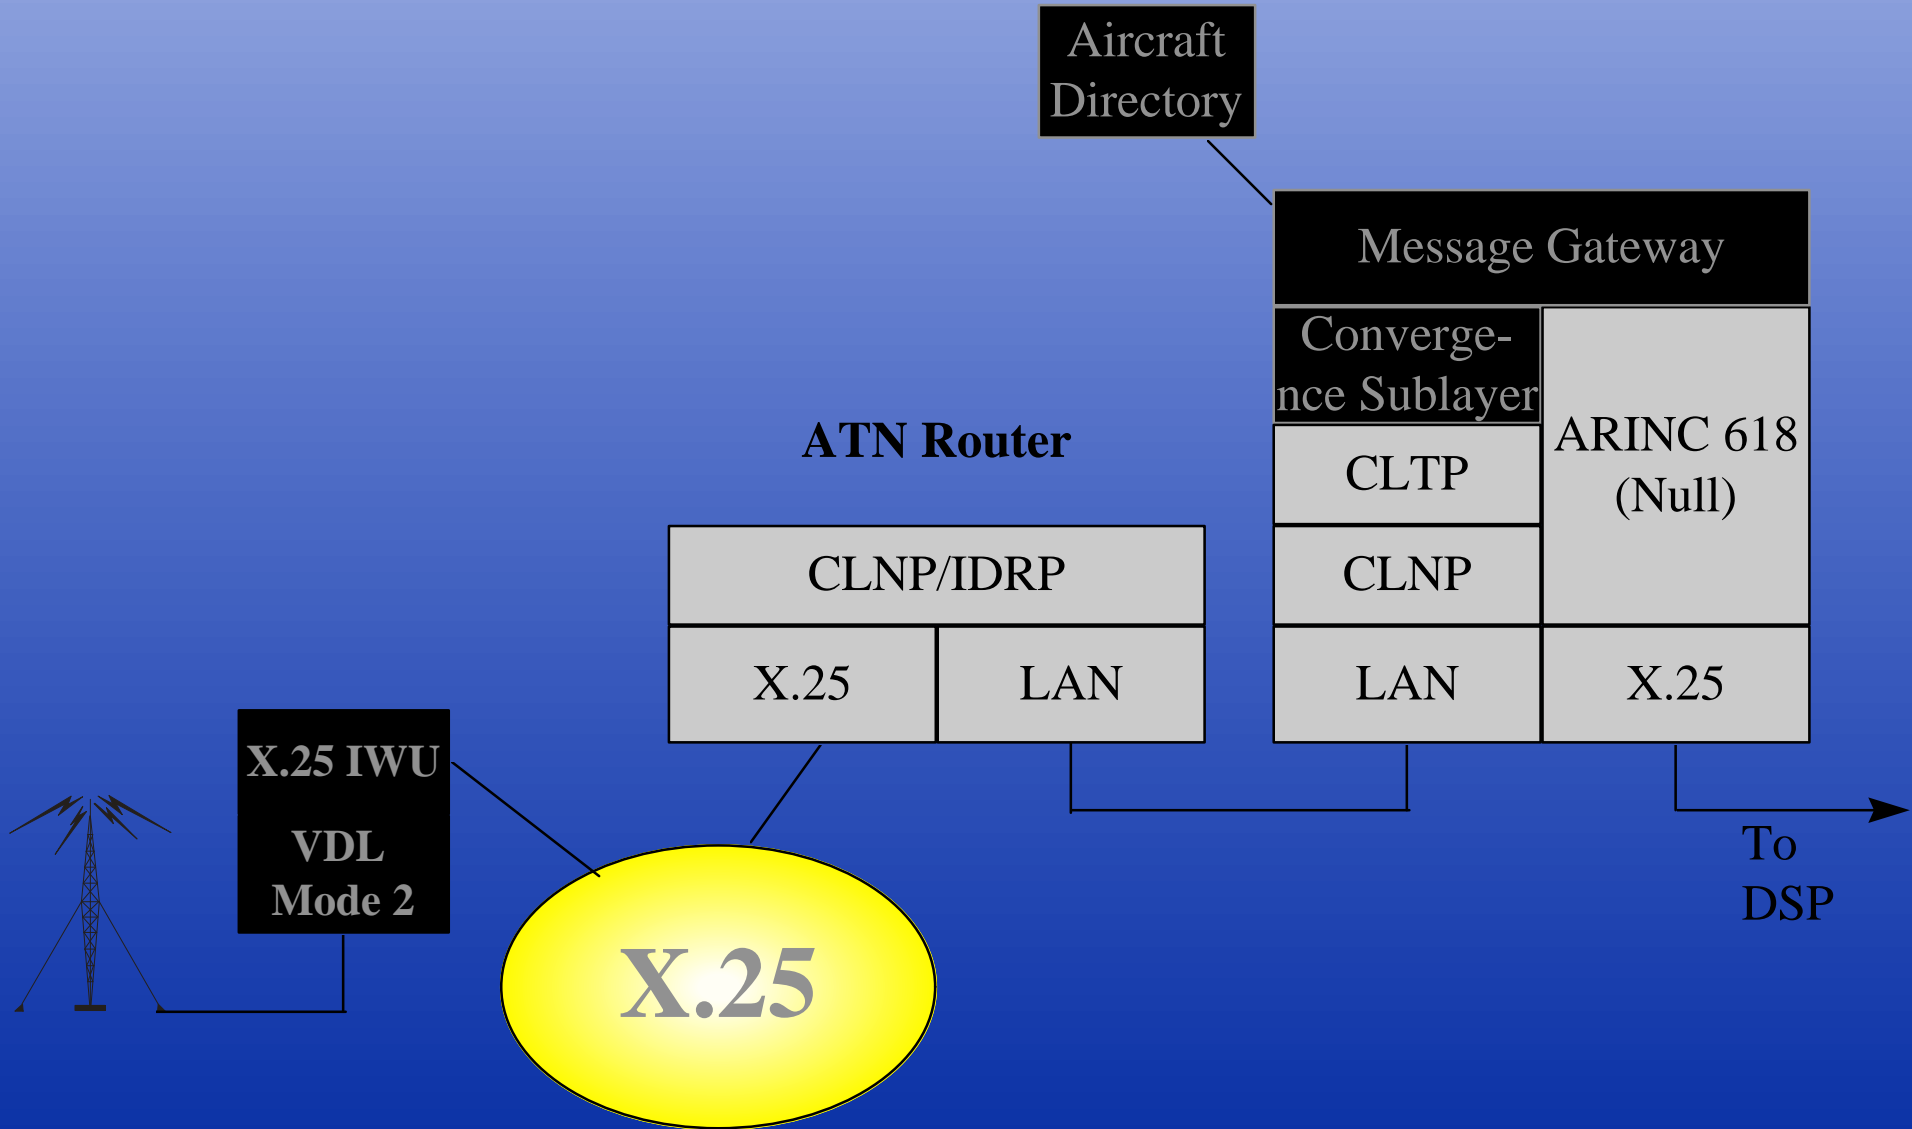 Aircraft
Directory
Message Gateway
Converge-
nce Sublayer
ARINC 618
(Null)
CLTP
CLNP
LAN
X.25
ATN Router
CLNP/IDRP
X.25
LAN
X.25 IWU
VDL
Mode 2
X.25
To
DSP